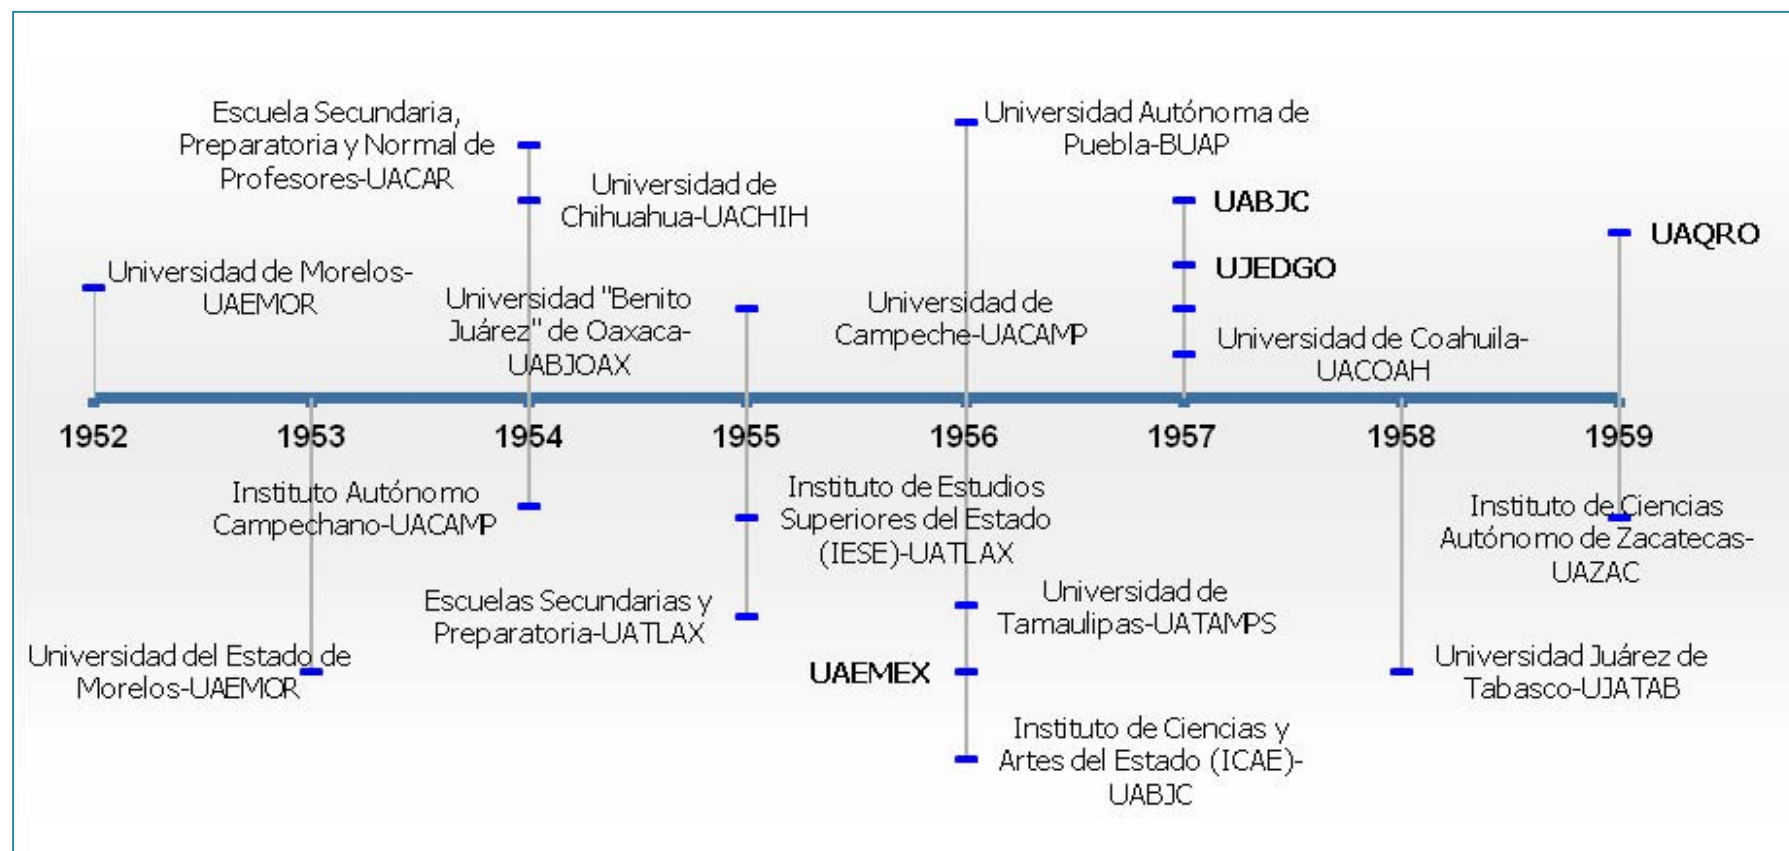 Escuela Secundaria,
Preparatoria y Normal de
Profesores-UACAR
Universidad de
Chihuahua-UACHIH
Universidad de Morelos-
UAEMOR
Universidad "Benito
Juárez" de Oaxaca-
UABJOAX
Universidad Autónoma de
Puebla-BUAP
Universidad de
Campeche-UACAMP
UABJC
UJEDGO
Universidad de Coahuila-
UACOAH
UAQRO
1952
1953
1954
1955
1956
1957
1958
1959
Instituto Autónomo
Campechano-UACAMP
Universidad del Estado de
Morelos-UAEMOR
Escuelas Secundarias y
Preparatoria-UATLAX
Instituto de Estudios
Superiores del Estado
(IESE)-UATLAX
Universidad de
Tamaulipas-UATAMPS
UAEMEX
Instituto de Ciencias y
Artes del Estado (ICAE)-
UABJC
Universidad Juárez de
Tabasco-UJATAB
Instituto de Ciencias
Autónomo de Zacatecas-
UAZAC